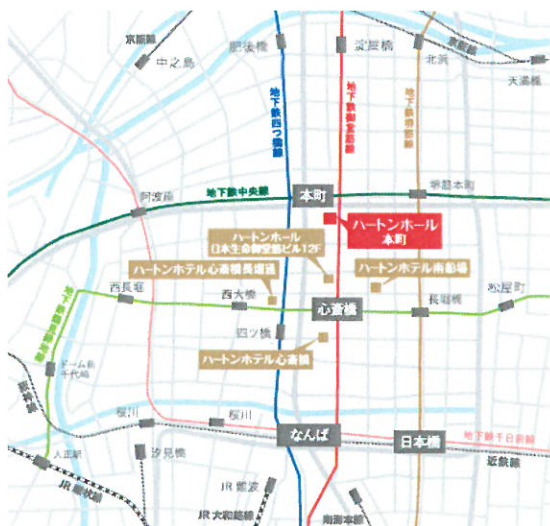 京阪線
中之島
肥後橋
淀屋橋
北浜
京阪線
天満橋
地下鉄四つ橋線
地下鉄御堂筋線
地下鉄堺筋線
阿波座
地下鉄中央線
本町
堺筋本町
ハートンホール
本町
ハートンホール
日本生命御堂筋ビル12F
ハートンホテル心斎橋長堀通
ハートンホテル南船場
西長堀
西大橋
心斎橋
長堀橋
松屋町
四ツ橋
ハートンホテル心斎橋
ドーム前
千代崎
桜川
桜川
なんば
日本橋
地下鉄千日前線
近鉄線
汐見橋
大正駅
JR環状線
JR難波
JR大和路線
南海本線